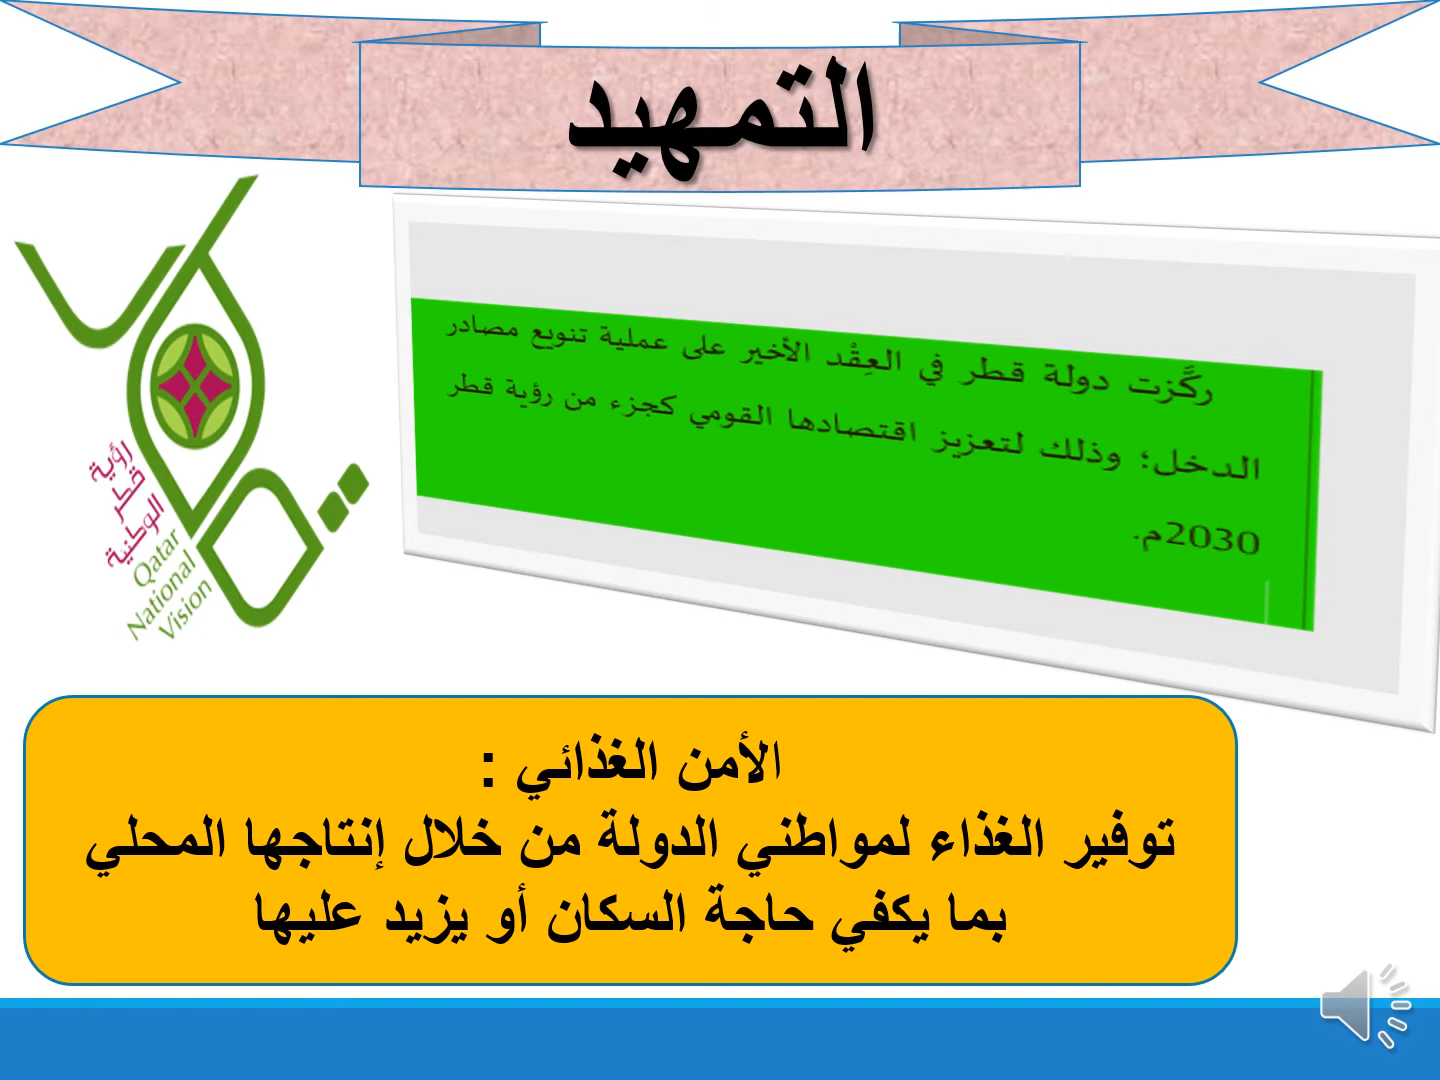 التمهيد
ركَّزت دولة قطر في العِقْد الأخير على عملية تنويع مصادر
الدخل؛ وذلك لتعزيز اقتصادها القومي كجزء من رؤية قطر
2030م.
رؤية
قطر
الوطنية
Qatar
National
Vision
الأمن الغذائي :
توفير الغذاء لمواطني الدولة من خلال إنتاجها المحلي
بما يكفي حاجة السكان أو يزيد عليها